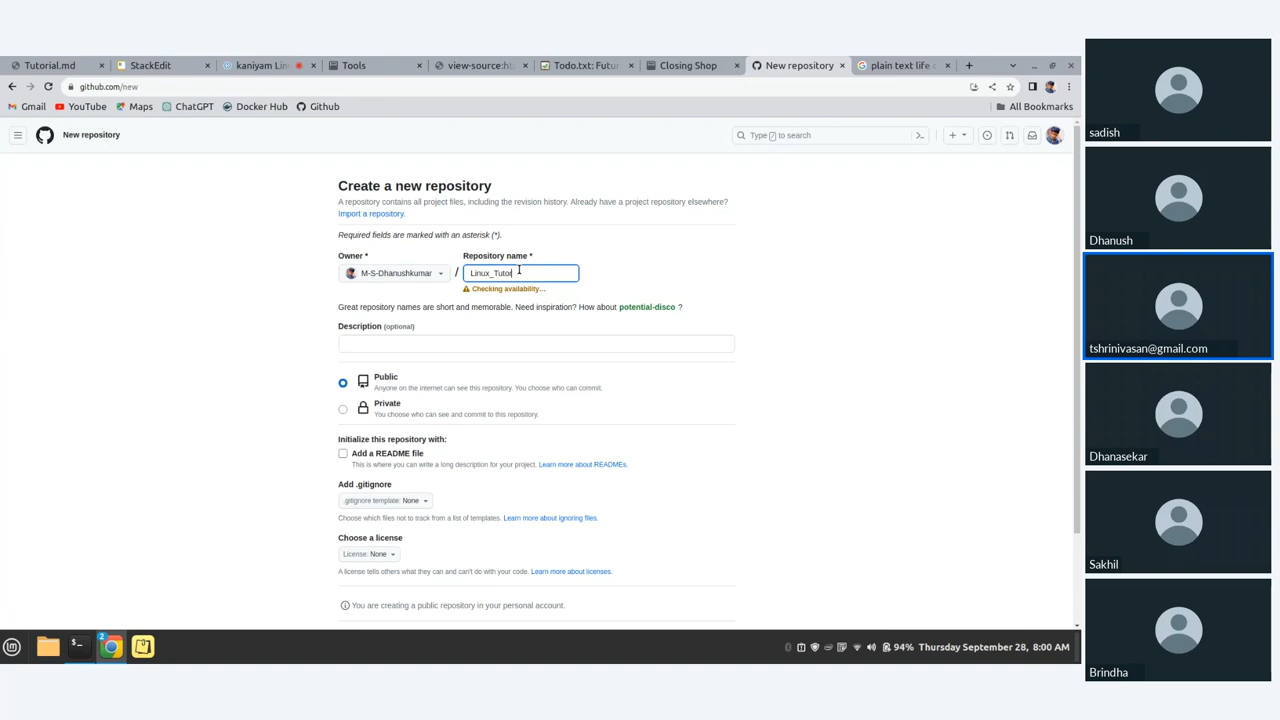 Tutorial.md
StackEdit
kaniyam Lin
Tools
view-source:ht
Todo.txt: Futur
Closing Shop
New repository
plain text life
github.com/new
Gmail
YouTube
Maps
ChatGPT
Docker Hub
Github
All Bookmarks
New repository
Type / to search
Create a new repository
A repository contains all project files, including the revision history. Already have a project repository elsewhere?
Import a repository.
Required fields are marked with an asterisk (*).
Owner *
Repository name *
M-S-Dhanushkumar
/
Linux_Tutor
Checking availability…
Great repository names are short and memorable. Need inspiration? How about potential-disco ?
Description (optional)
Public
Anyone on the internet can see this repository. You choose who can commit.
Private
You choose who can see and commit to this repository.
Initialize this repository with:
Add a README file
This is where you can write a long description for your project. Learn more about READMEs.
Add .gitignore
.gitignore template: None
Choose which files not to track from a list of templates. Learn more about ignoring files.
Choose a license
License: None
A license tells others what they can and can't do with your code. Learn more about licenses.
You are creating a public repository in your personal account.
2
94%
Thursday September 28, 8:00 AM
sadish
Dhanush
tshrinivasan@gmail.com
Dhanasekar
Sakhil
Brindha